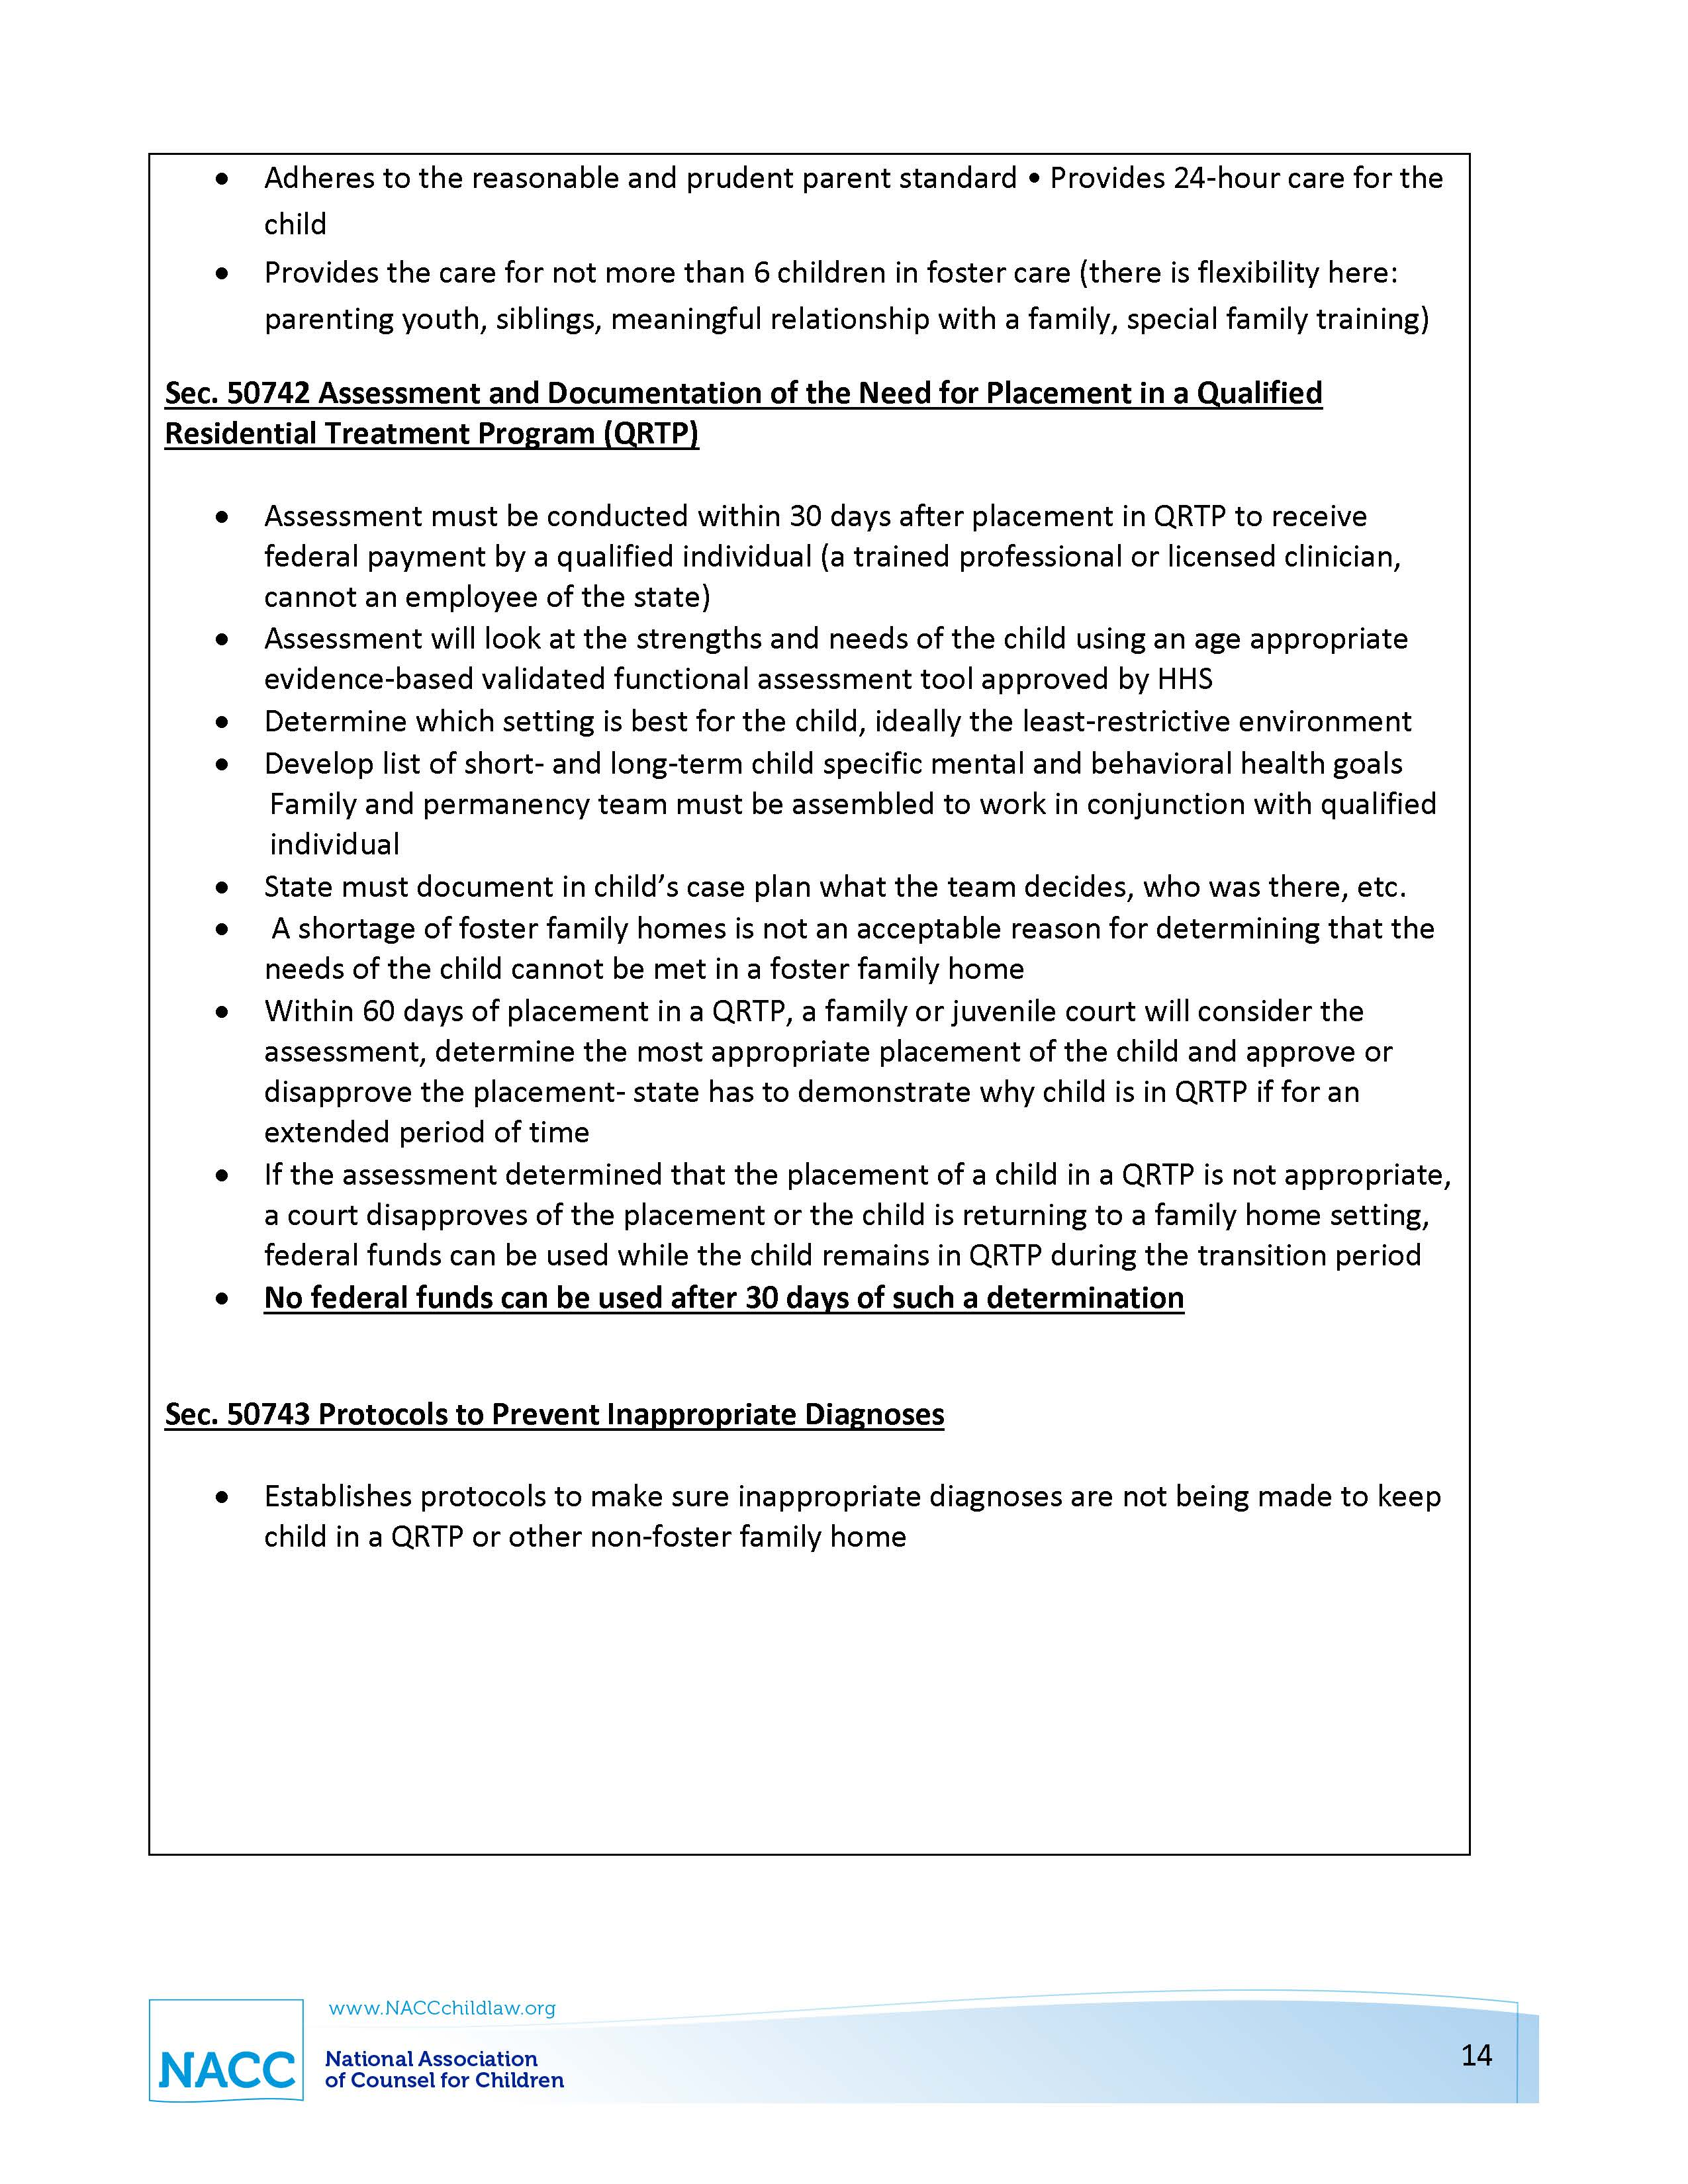 • Adheres to the reasonable and prudent parent standard • Provides 24-hour care for the
child
• Provides the care for not more than 6 children in foster care (there is flexibility here:
parenting youth, siblings, meaningful relationship with a family, special family training)
Sec. 50742 Assessment and Documentation of the Need for Placement in a Qualified
Residential Treatment Program (QRTP)
• Assessment must be conducted within 30 days after placement in QRTP to receive
federal payment by a qualified individual (a trained professional or licensed clinician,
cannot an employee of the state)
• Assessment will look at the strengths and needs of the child using an age appropriate
evidence-based validated functional assessment tool approved by HHS
• Determine which setting is best for the child, ideally the least-restrictive environment
• Develop list of short- and long-term child specific mental and behavioral health goals
Family and permanency team must be assembled to work in conjunction with qualified
individual
• State must document in child’s case plan what the team decides, who was there, etc.
• A shortage of foster family homes is not an acceptable reason for determining that the
needs of the child cannot be met in a foster family home
• Within 60 days of placement in a QRTP, a family or juvenile court will consider the
assessment, determine the most appropriate placement of the child and approve or
disapprove the placement- state has to demonstrate why child is in QRTP if for an
extended period of time
• If the assessment determined that the placement of a child in a QRTP is not appropriate,
a court disapproves of the placement or the child is returning to a family home setting,
federal funds can be used while the child remains in QRTP during the transition period
• No federal funds can be used after 30 days of such a determination
Sec. 50743 Protocols to Prevent Inappropriate Diagnoses
• Establishes protocols to make sure inappropriate diagnoses are not being made to keep
child in a QRTP or other non-foster family home
www.NACCchildlaw.org
NACC
National Association
of Counsel for Children
14